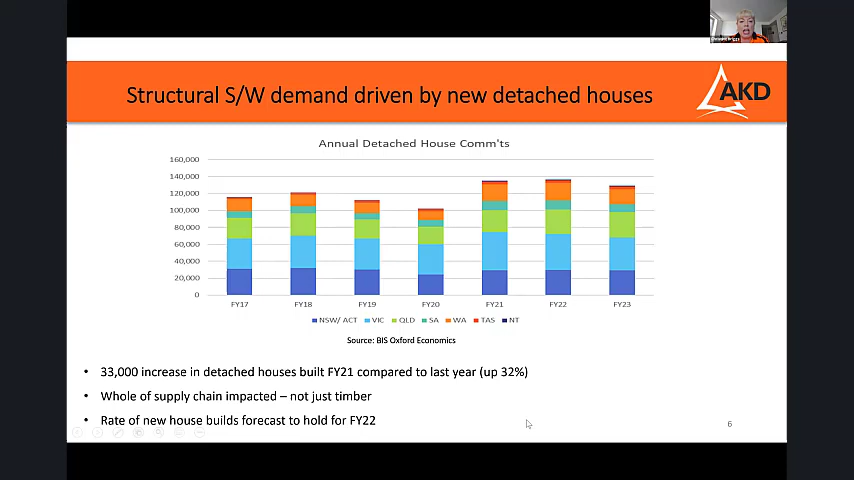 Structural S/W demand driven by new detached houses
AKD
Annual Detached House Comm'ts
160,000
140,000
120,000
100,000
80,000
60,000
40,000
20,000
0
FY17 FY18 FY19 FY20 FY21 FY22 FY23
NSW/ ACT VIC QLD SA WA TAS NT
Source: BIS Oxford Economics
• 33,000 increase in detached houses built FY21 compared to last year (up 32%)
• Whole of supply chain impacted – not just timber
• Rate of new house builds forecast to hold for FY22
6